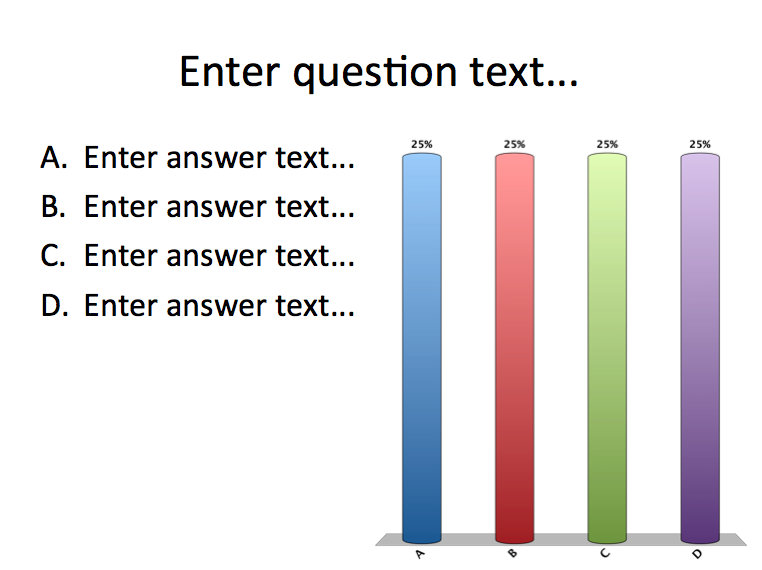 Enter question text...
A. Enter answer text...
B. Enter answer text...
C. Enter answer text...
D. Enter answer text...
25% 25% 25% 25%
A B C D